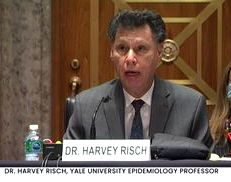 DR. HARVEY RISCH
DR. HARVEY RISCH, YALE UNIVERSITY EPIDEMIOLOGY PROFESSOR